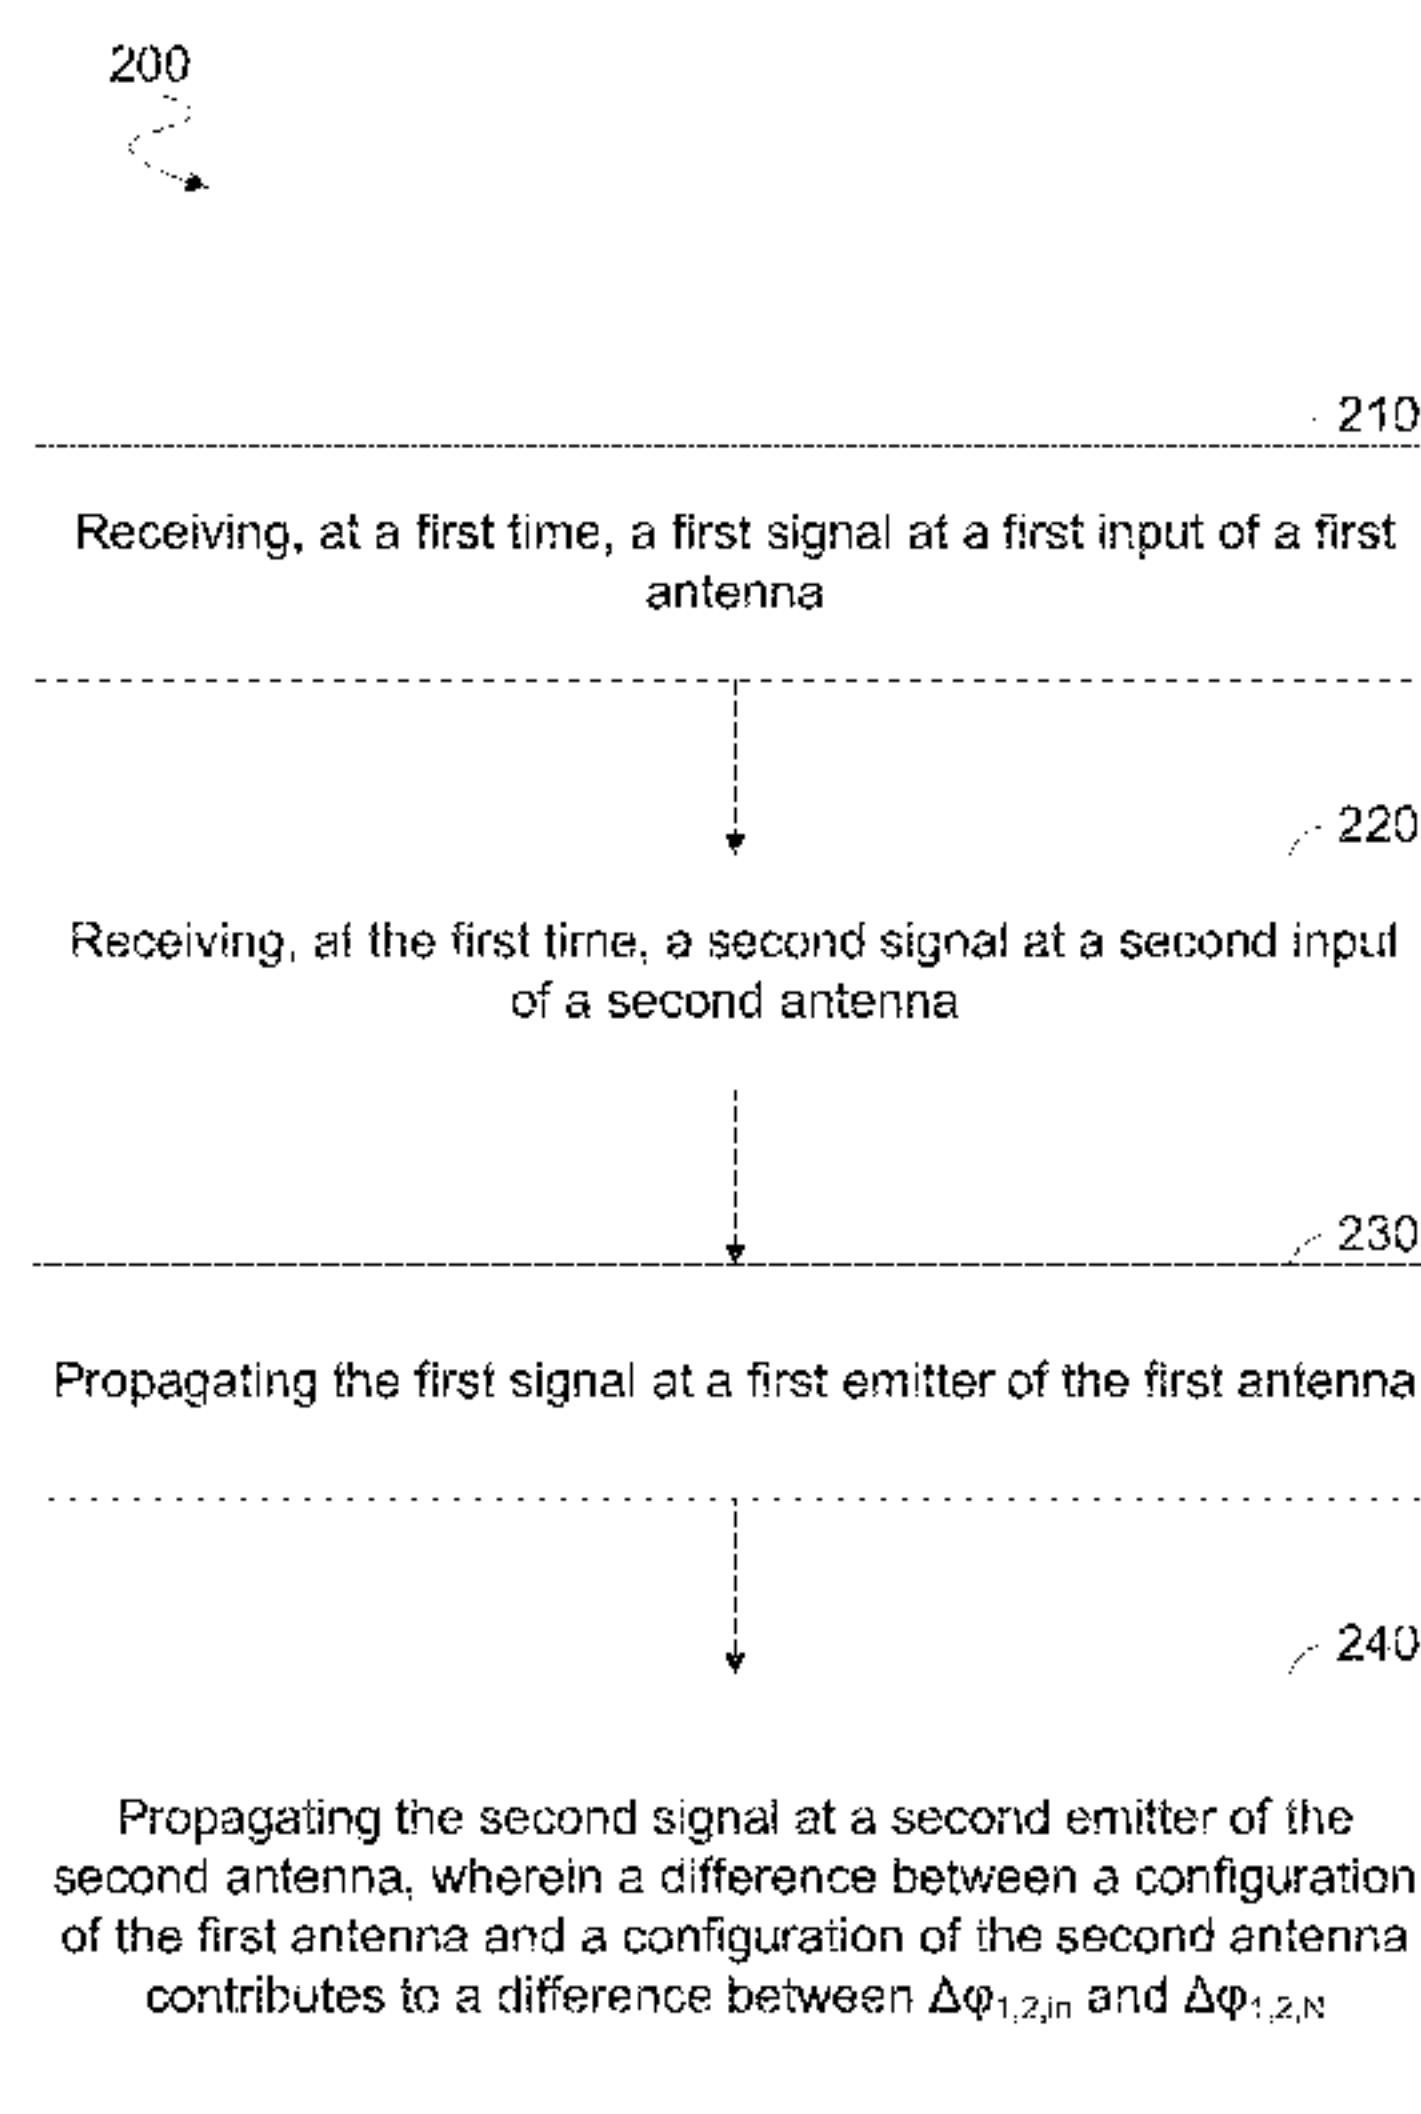 200
210
Receiving, at a first time, a first signal at a first input of a first
antenna
220
Receiving, at the first time, a second signal at a second input
of a second antenna
230
Propagating the first signal at a first emitter of the first antenna
240
Propagating the second signal at a second emitter of the
second antenna, wherein a difference between a configuration
of the first antenna and a configuration of the second antenna
contributes to a difference between Δφ1,2,in and Δφ1,2,N